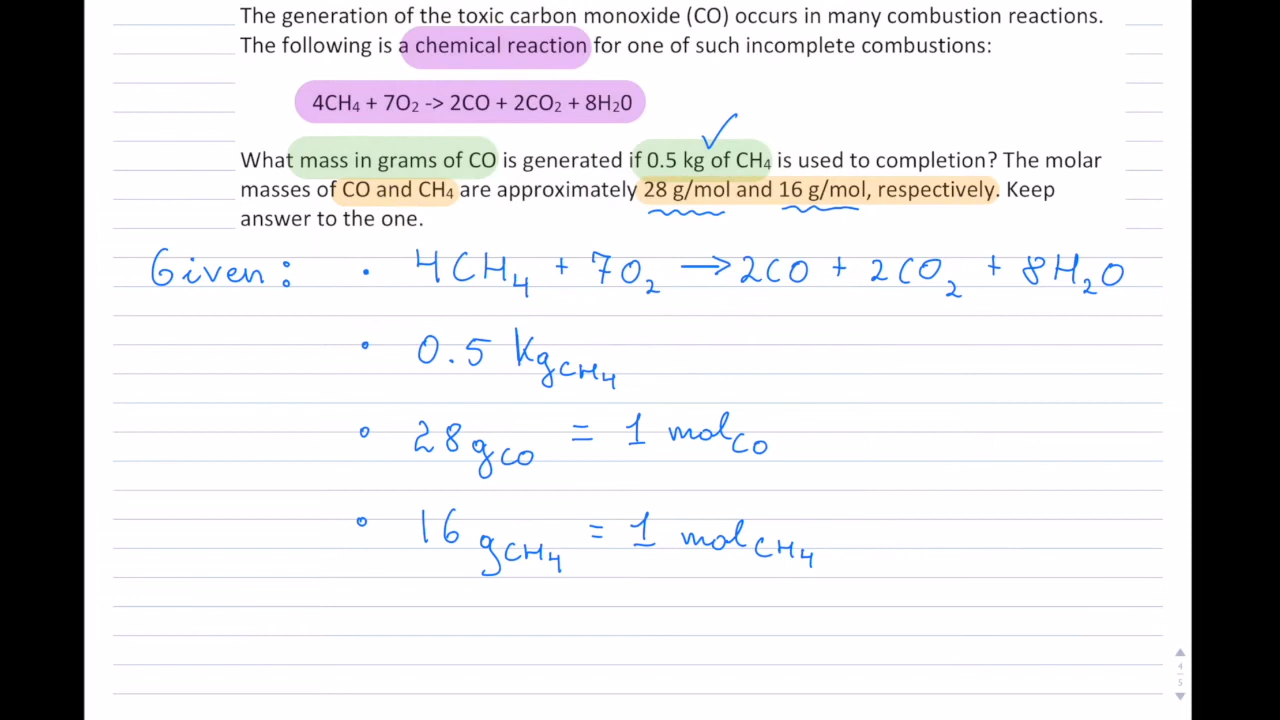 The generation of the toxic carbon monoxide (CO) occurs in many combustion reactions.
The following is a chemical reaction for one of such incomplete combustions:
4CH₄ + 7O₂ -> 2CO + 2CO₂ + 8H₂0
What mass in grams of CO is generated if 0.5 kg of CH₄ is used to completion? The molar
masses of CO and CH₄ are approximately 28 g/mol and 16 g/mol, respectively. Keep
answer to the one.
Given: • 4CH₄ + 7O₂ → 2CO + 2CO₂ + 8H₂O
• 0.5 kg CH₄
• 28 g CO = 1 mol CO
• 16 g CH₄ = 1 mol CH₄
4
5